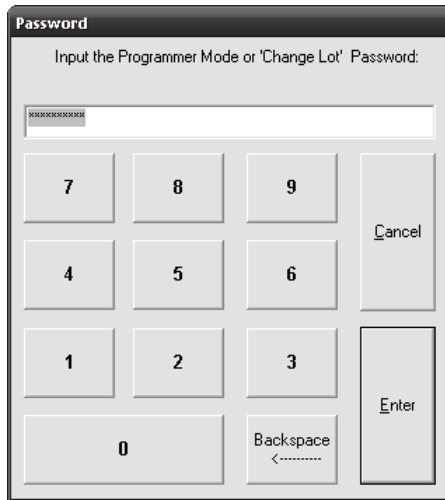 Password
Input the Programmer Mode or 'Change Lot' Password:
**********
7 8 9
Cancel
4 5 6
1 2 3
Enter
0 Backspace
<----------